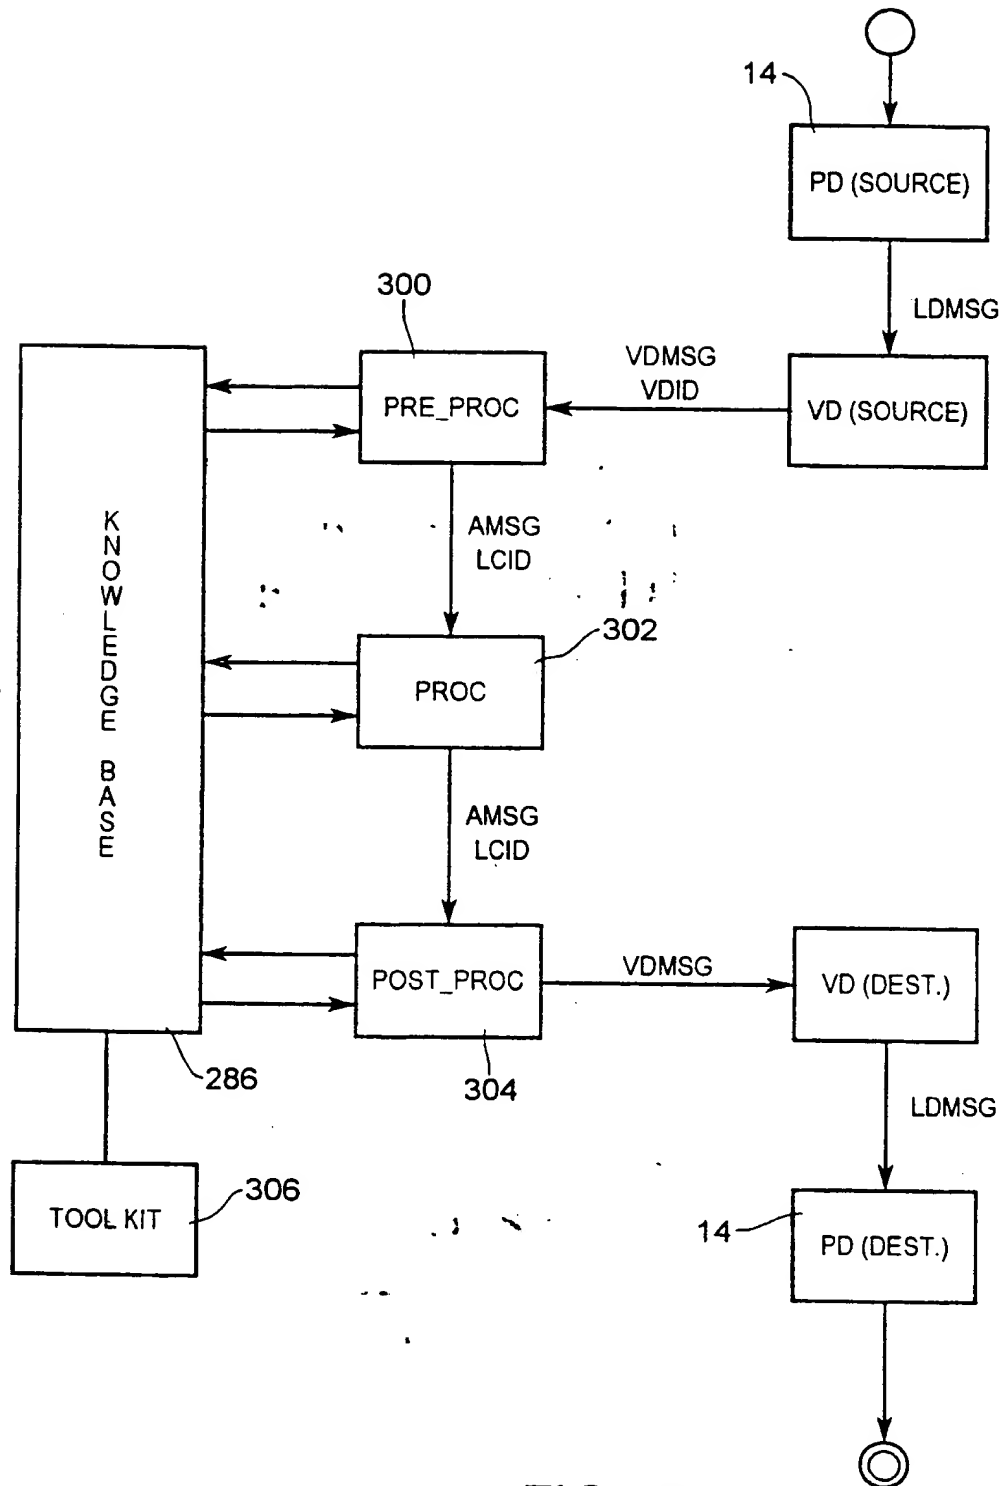 14
PD (SOURCE)
LDMSG
300
VDMSG
VDID
PRE_PROC
VD (SOURCE)
KNOWLEDGE BASE
AMSG
LCID
302
PROC
AMSG
LCID
POST_PROC
VDMSG
VD (DEST.)
286
304
LDMSG
TOOL KIT
306
14
PD (DEST.)